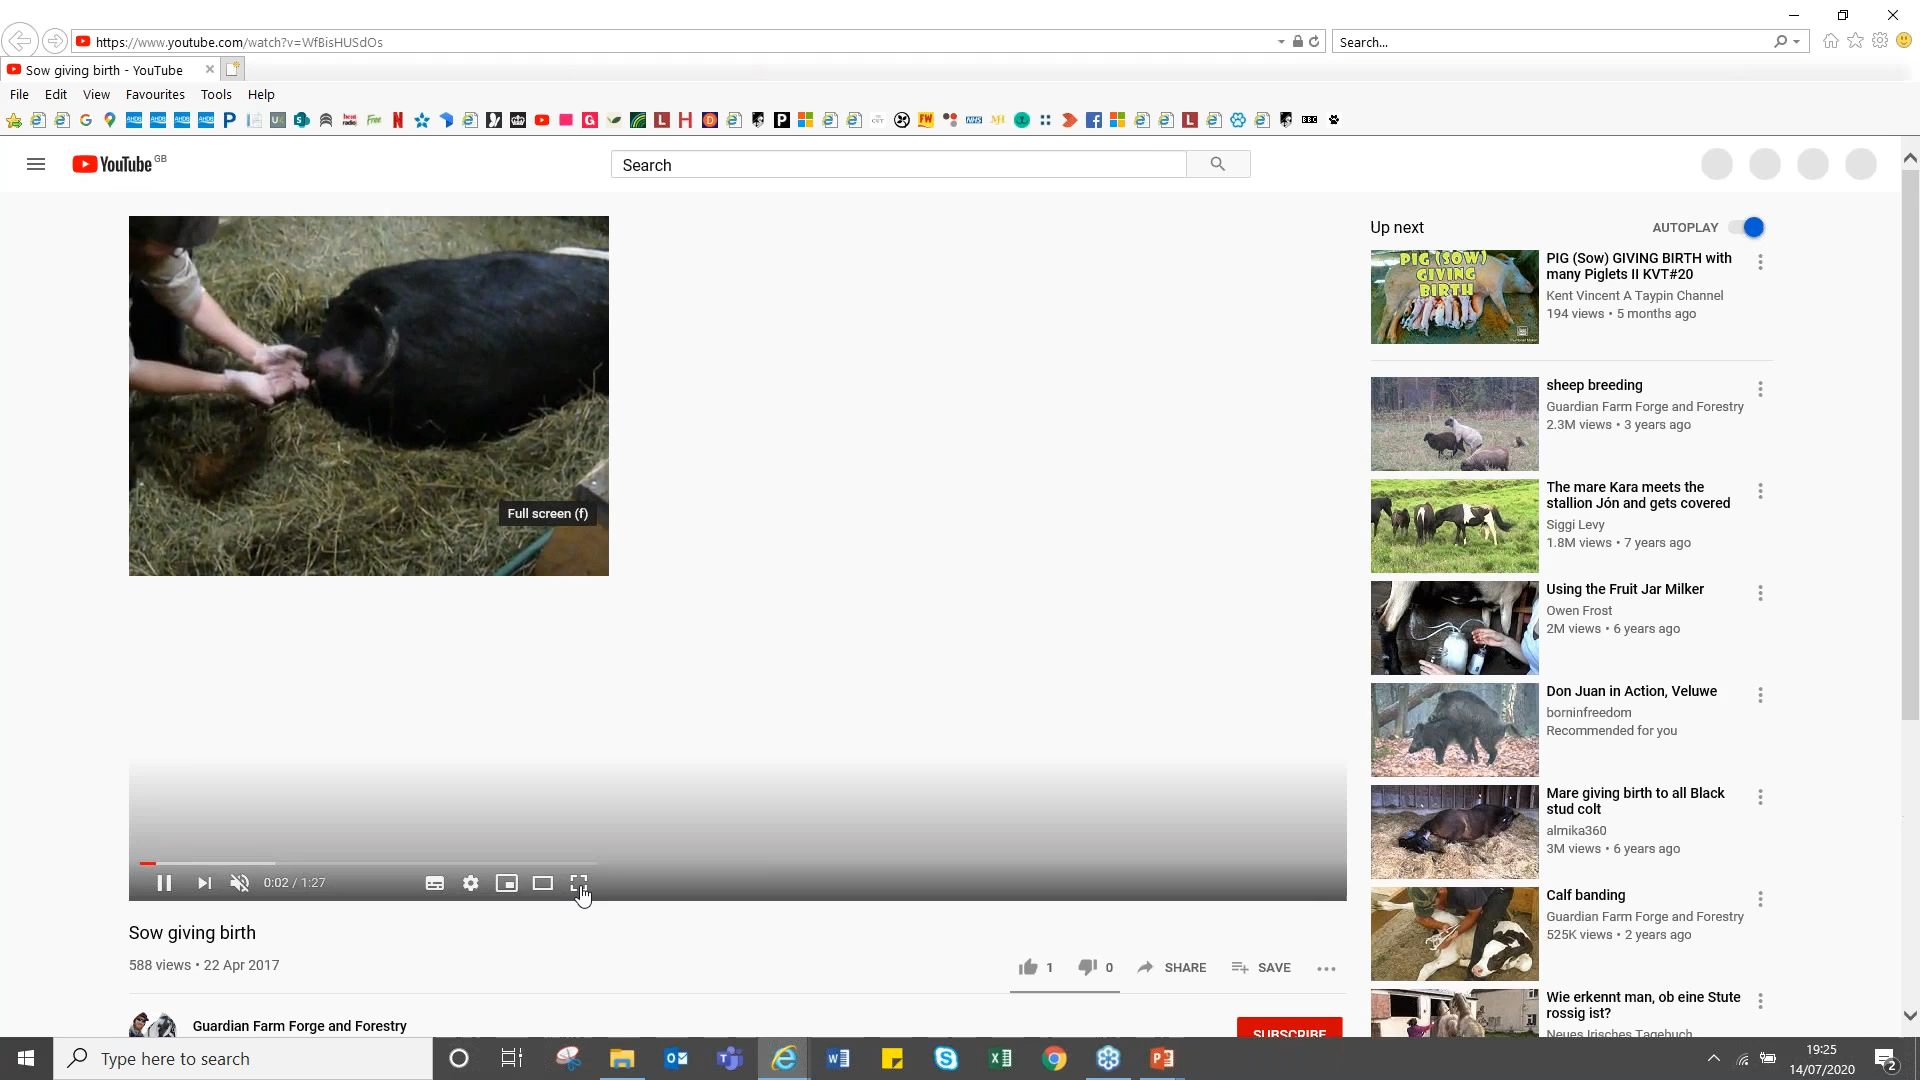 https://www.youtube.com/watch?v=WfBisHUSdOs
Search...
Sow giving birth - YouTube
File Edit View Favourites Tools Help
YouTube GB
Search
Full screen (f)
0:02 / 1:27
Sow giving birth
588 views • 22 Apr 2017
1 0 SHARE SAVE
Guardian Farm Forge and Forestry
SUBSCRIBE
Up next AUTOPLAY
PIG (SOW)
GIVING
BIRTH
PIG (Sow) GIVING BIRTH with
many Piglets II KVT#20
Kent Vincent A Taypin Channel
194 views • 5 months ago
sheep breeding
Guardian Farm Forge and Forestry
2.3M views • 3 years ago
The mare Kara meets the
stallion Jón and gets covered
Siggi Levy
1.8M views • 7 years ago
Using the Fruit Jar Milker
Owen Frost
2M views • 6 years ago
Don Juan in Action, Veluwe
borninfreedom
Recommended for you
Mare giving birth to all Black
stud colt
almika360
3M views • 6 years ago
Calf banding
Guardian Farm Forge and Forestry
525K views • 2 years ago
Wie erkennt man, ob eine Stute
rossig ist?
Neues Irisches Tagebuch
Type here to search
19:25
14/07/2020
2